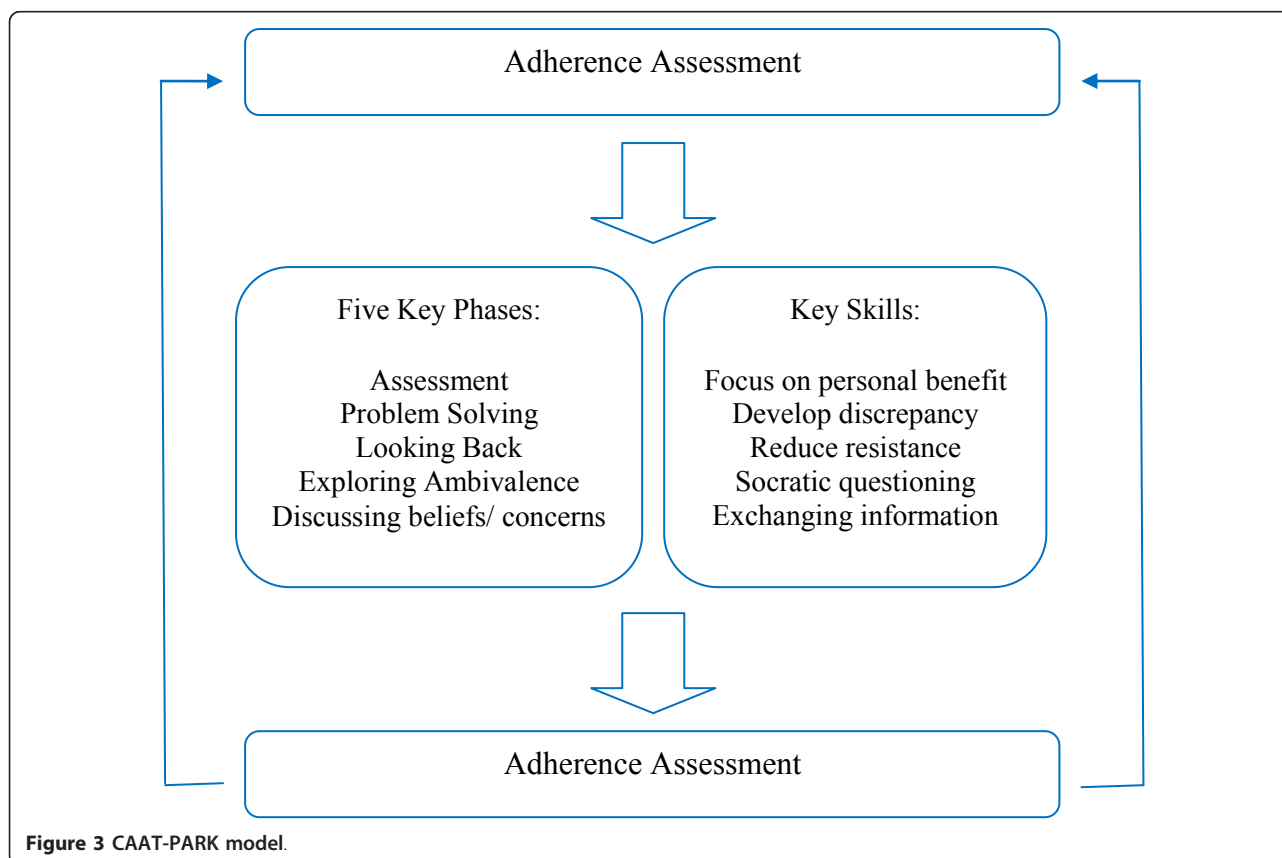 Adherence Assessment
Five Key Phases:
Assessment
Problem Solving
Looking Back
Exploring Ambivalence
Discussing beliefs/ concerns
Key Skills:
Focus on personal benefit
Develop discrepancy
Reduce resistance
Socratic questioning
Exchanging information
Adherence Assessment
Figure 3 CAAT-PARK model.